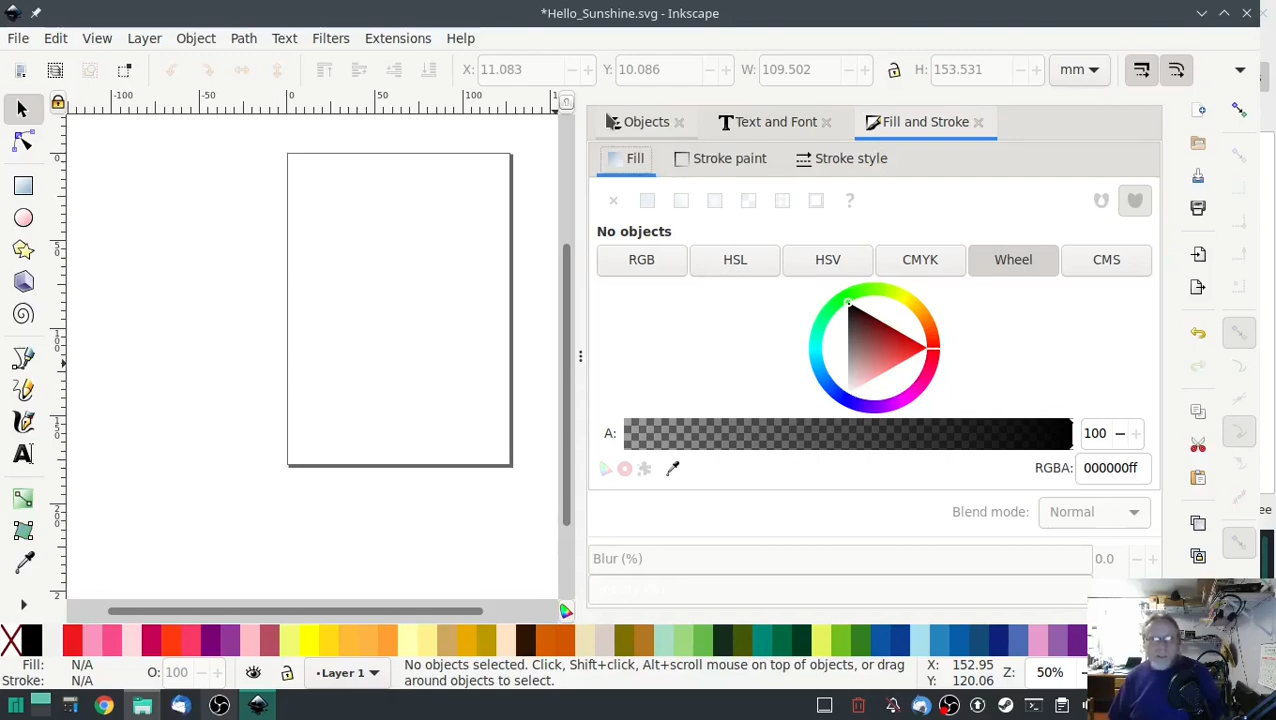 *Hello_Sunshine.svg - Inkscape
File Edit View Layer Object Path Text Filters Extensions Help
X: 11.083 Y: 10.086 W: 109.502 H: 153.531 mm
-100 -50 0 50 100
Objects Text and Font Fill and Stroke
Fill Stroke paint Stroke style
No objects
RGB HSL HSV CMYK Wheel CMS
A: 100
RGBA: 000000ff
Blend mode: Normal
Blur (%) 0.0
Fill: N/A O: 100 Layer 1 No objects selected. Click, Shift+click, Alt+scroll mouse on top of objects, or drag X: 152.95 Z: 50%
Stroke: N/A around objects to select. Y: 120.06